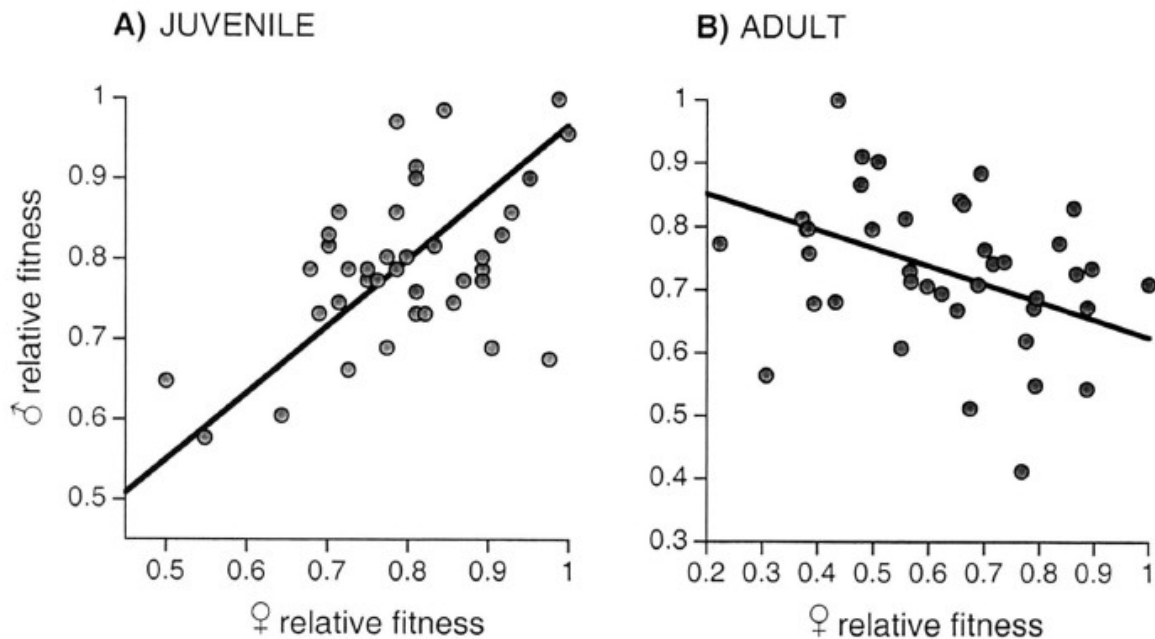 A) JUVENILE
B) ADULT
♂ relative fitness
1
0.9
0.8
0.7
0.6
0.5
0.5 0.6 0.7 0.8 0.9 1
♀ relative fitness
1
0.9
0.8
0.7
0.6
0.5
0.4
0.3
0.2 0.3 0.4 0.5 0.6 0.7 0.8 0.9 1
♀ relative fitness